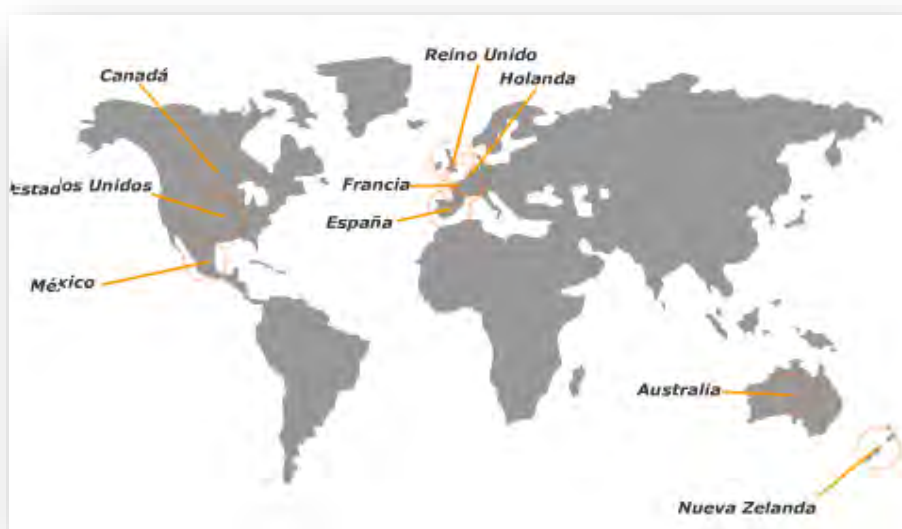 Reino Unido
Holanda
Canadá
Estados Unidos
Francia
España
México
Australia
Nueva Zelanda